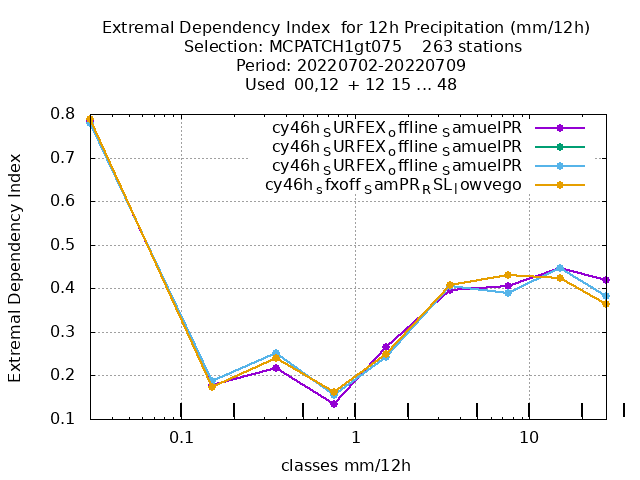 Extremal Dependency Index  for 12h Precipitation (mm/12h)
Selection: MCPATCH1gt075    263 stations
Period: 20220702-20220709
Used  00,12  + 12 15 ... 48
cy46h_SURFEX_offline_SamuelPR
cy46h_SURFEX_offline_SamuelPR
cy46h_SURFEX_offline_SamuelPR
cy46h_sfxoff_SamPR_RSL_lowvego
Extremal Dependency Index
0.8
0.7
0.6
0.5
0.4
0.3
0.2
0.1
0.1 1 10
classes mm/12h